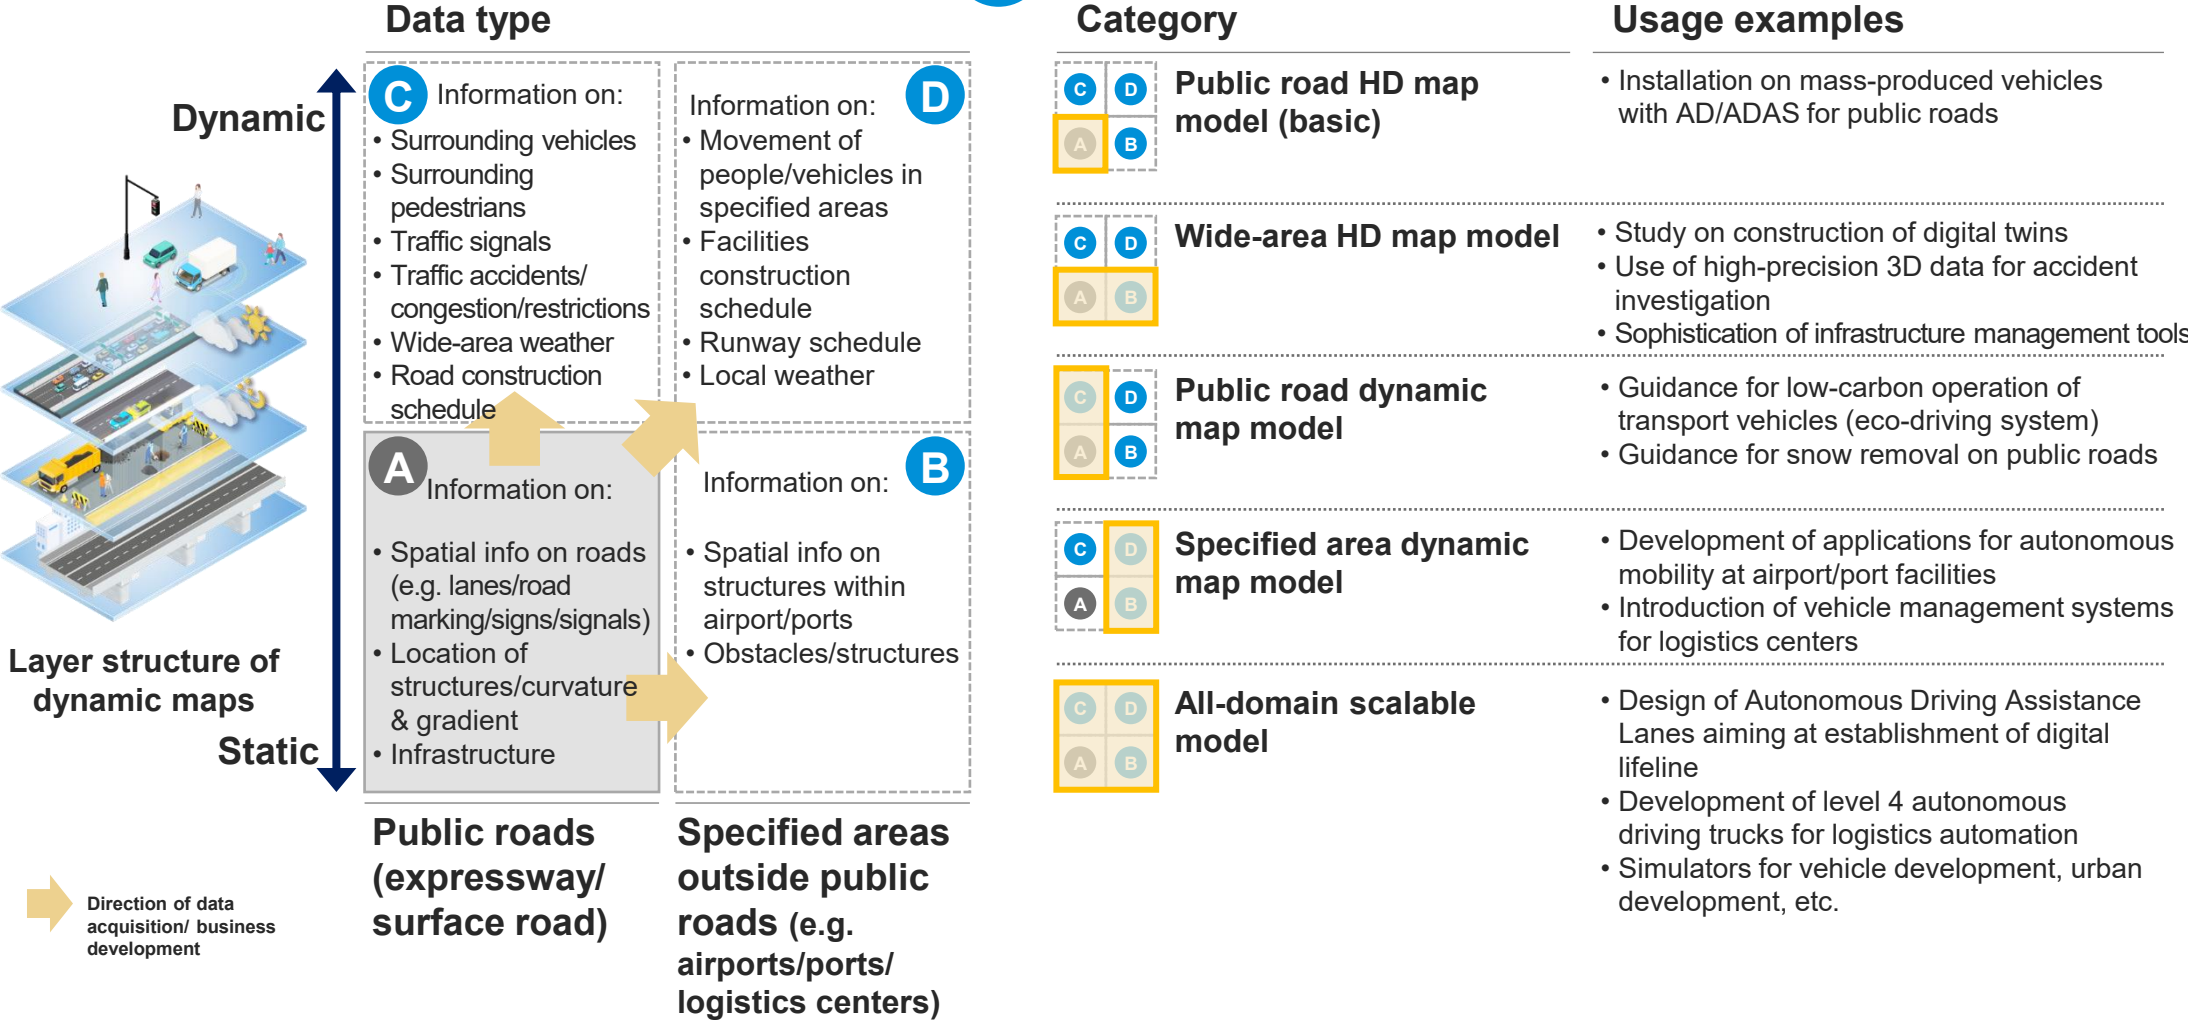 Data type
Dynamic
Static
Layer structure of
dynamic maps
C
Information on:
• Surrounding vehicles
• Surrounding
pedestrians
• Traffic signals
• Traffic accidents/
congestion/restrictions
• Wide-area weather
• Road construction
schedule
D
Information on:
• Movement of
people/vehicles in
specified areas
• Facilities
construction
schedule
• Runway schedule
• Local weather
A
Information on:
• Spatial info on roads
(e.g. lanes/road
marking/signs/signals)
• Location of
structures/curvature
& gradient
• Infrastructure
B
Information on:
• Spatial info on
structures within
airport/ports
• Obstacles/structures
Public roads
(expressway/
surface road)
Specified areas
outside public
roads (e.g.
airports/ports/
logistics centers)
Direction of data
acquisition/ business
development
Category
Usage examples
C D
A B
Public road HD map
model (basic)
• Installation on mass-produced vehicles
with AD/ADAS for public roads
C D
A B
Wide-area HD map model
• Study on construction of digital twins
• Use of high-precision 3D data for accident
investigation
• Sophistication of infrastructure management tools
C D
A B
Public road dynamic
map model
• Guidance for low-carbon operation of
transport vehicles (eco-driving system)
• Guidance for snow removal on public roads
C D
A B
Specified area dynamic
map model
• Development of applications for autonomous
mobility at airport/port facilities
• Introduction of vehicle management systems
for logistics centers
C D
A B
All-domain scalable
model
• Design of Autonomous Driving Assistance
Lanes aiming at establishment of digital
lifeline
• Development of level 4 autonomous
driving trucks for logistics automation
• Simulators for vehicle development, urban
development, etc.